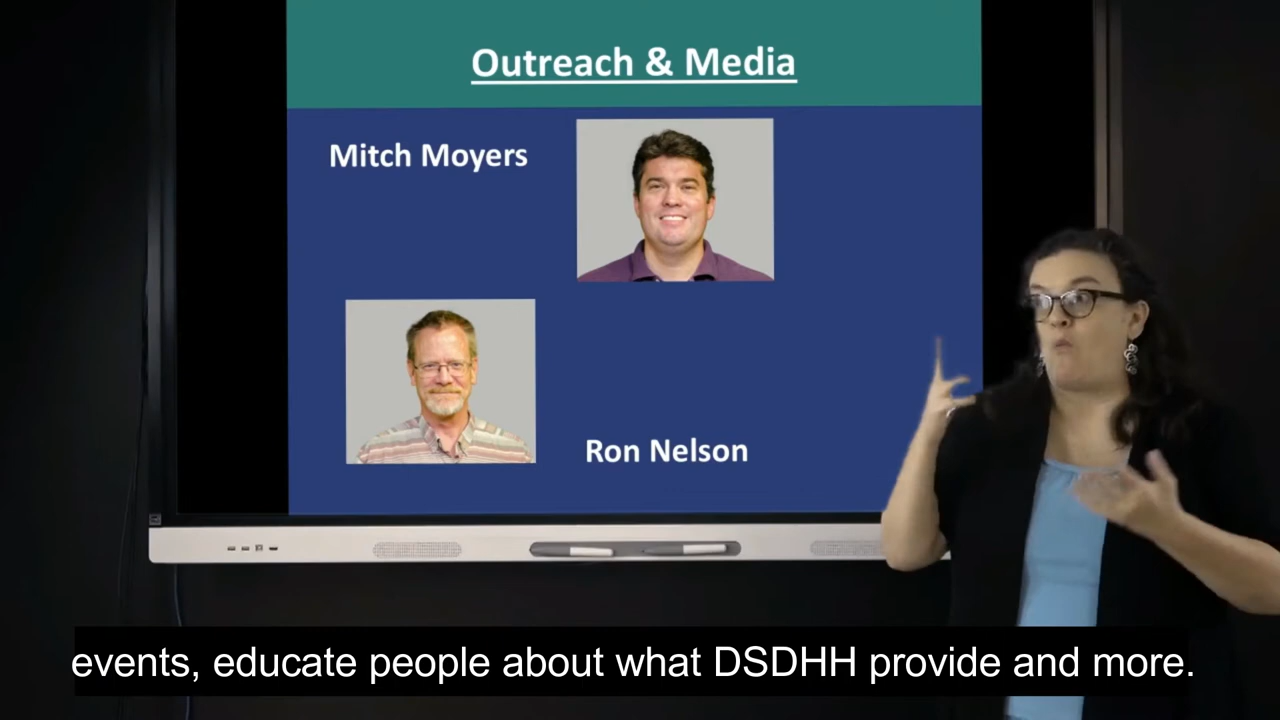 Outreach & Media
Mitch Moyers
Ron Nelson
events, educate people about what DSDHH provide and more.